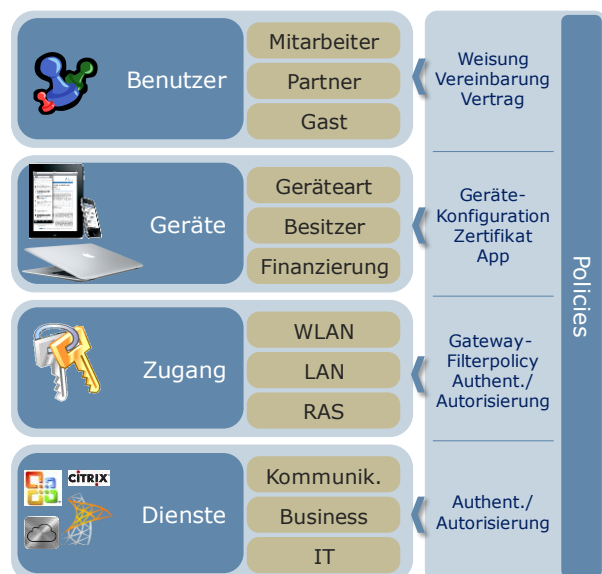 Benutzer
Mitarbeiter
Partner
Gast
Weisung
Vereinbarung
Vertrag
Geräte
Geräteart
Besitzer
Finanzierung
Geräte-
Konfiguration
Zertifikat
App
Policies
Zugang
WLAN
LAN
RAS
Gateway-
Filterpolicy
Authent./
Autorisierung
CITRIX
Dienste
Kommunik.
Business
IT
Authent./
Autorisierung